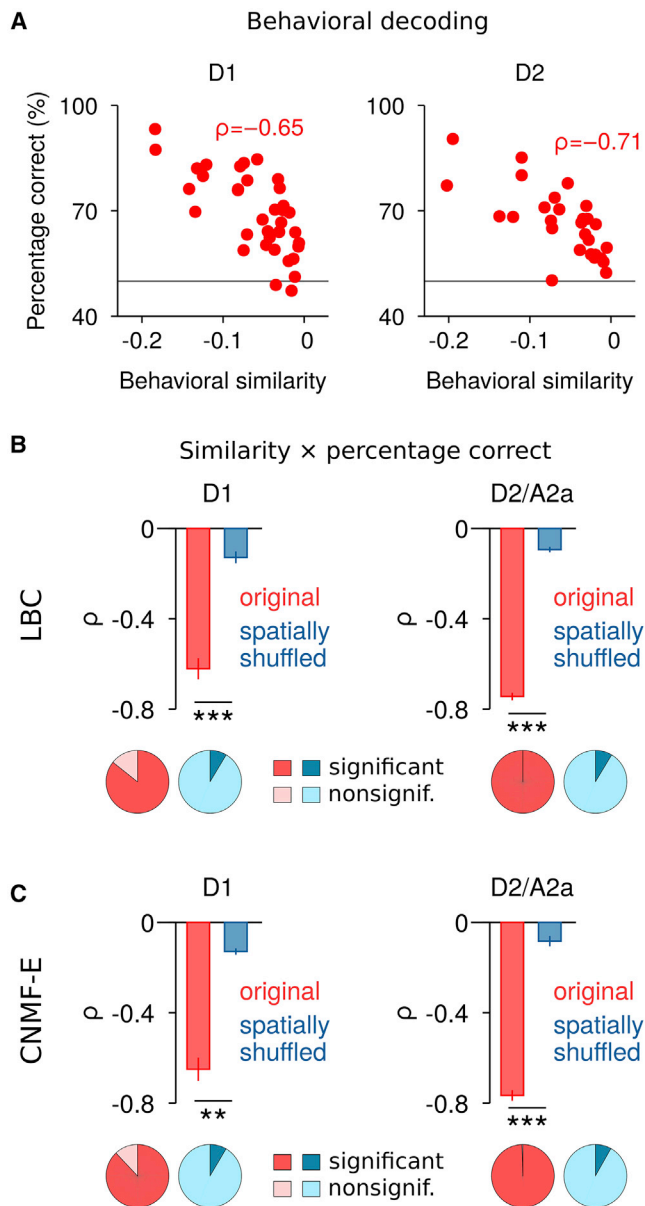 A
Behavioral decoding
D1
D2
Percentage correct (%)
100
70
40
ρ=−0.65
-0.2 -0.1 0
Behavioral similarity
100
70
40
ρ=−0.71
-0.2 -0.1 0
Behavioral similarity
B
Similarity × percentage correct
LBC
D1
ρ
0
-0.4
-0.8
original
spatially
shuffled
***
D2/A2a
ρ
0
-0.4
-0.8
original
spatially
shuffled
***
significant
nonsignif.
C
CNMF-E
D1
ρ
0
-0.4
-0.8
original
spatially
shuffled
**
D2/A2a
ρ
0
-0.4
-0.8
original
spatially
shuffled
***
significant
nonsignif.